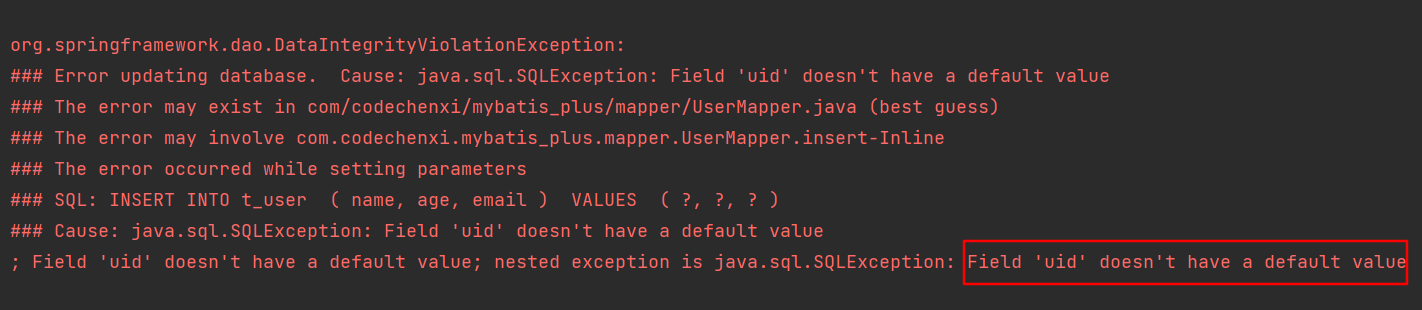 org.springframework.dao.DataIntegrityViolationException:
### Error updating database.  Cause: java.sql.SQLException: Field 'uid' doesn't have a default value
### The error may exist in com/codechenxi/mybatis_plus/mapper/UserMapper.java (best guess)
### The error may involve com.codechenxi.mybatis_plus.mapper.UserMapper.insert-Inline
### The error occurred while setting parameters
### SQL: INSERT INTO t_user  ( name, age, email )  VALUES  ( ?, ?, ? )
### Cause: java.sql.SQLException: Field 'uid' doesn't have a default value
; Field 'uid' doesn't have a default value; nested exception is java.sql.SQLException: Field 'uid' doesn't have a default value